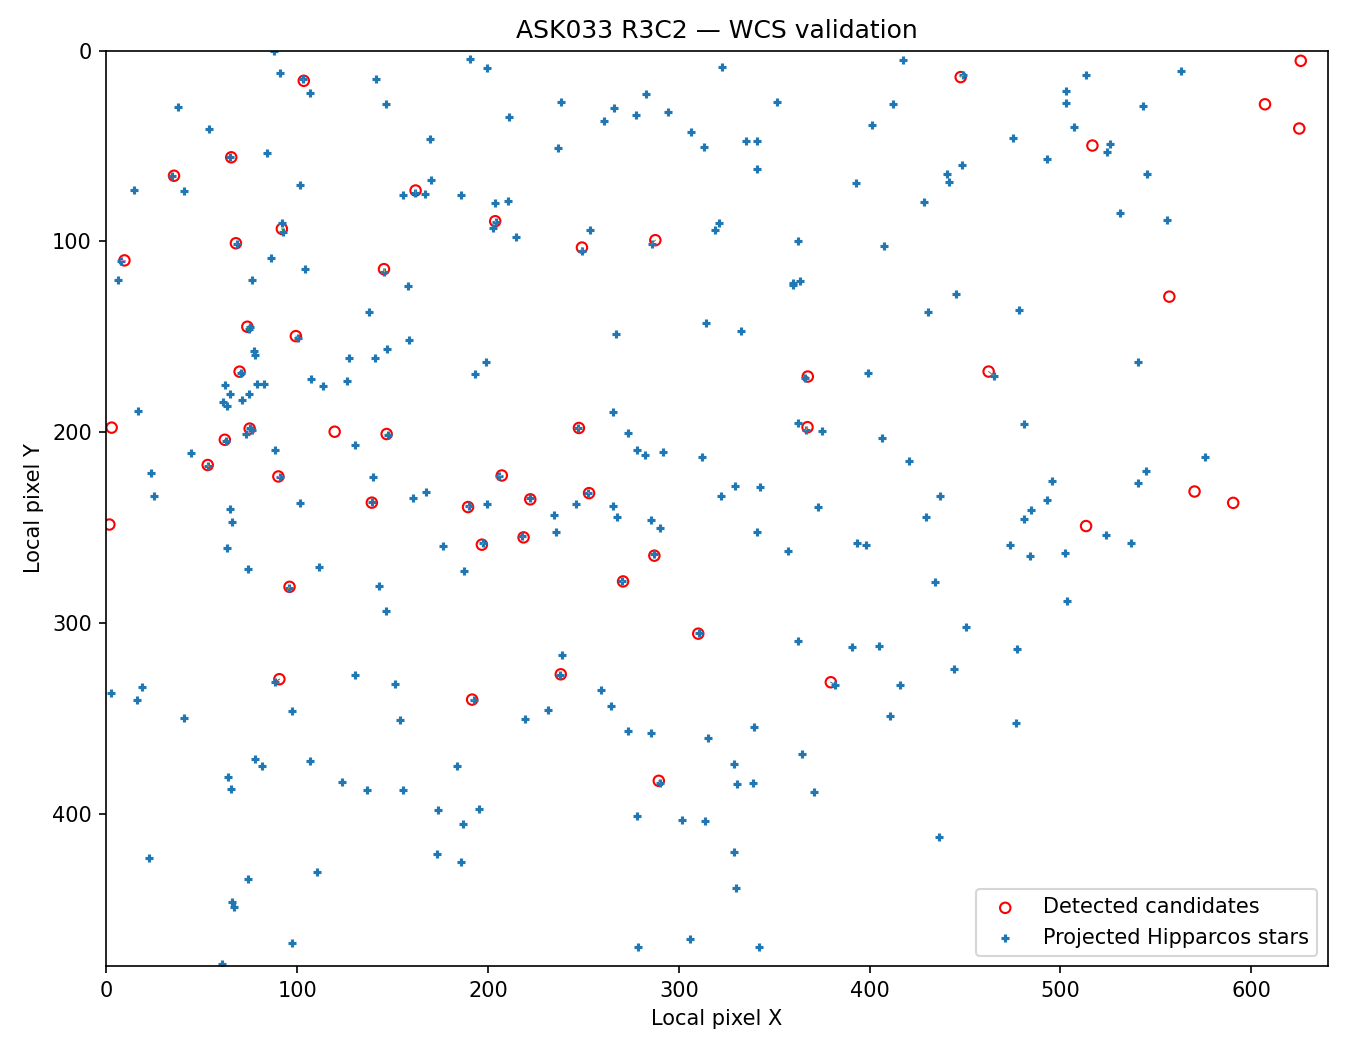 ASK033 R3C2 — WCS validation
0
100
200
300
400
Local pixel Y
0
100
200
300
400
500
600
Local pixel X
Detected candidates
Projected Hipparcos stars